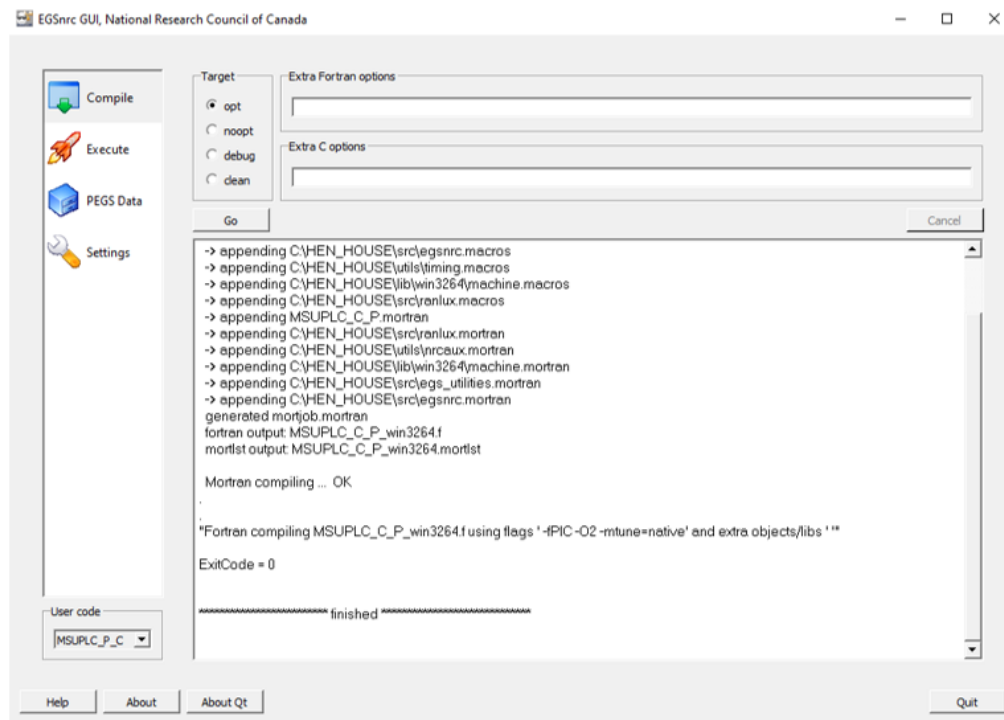 EGSnrc GUI, National Research Council of Canada
Compile
Execute
PEGS Data
Settings
Target
opt
noopt
debug
clean
Extra Fortran options
Extra C options
Go
Cancel
-> appending C:\HEN_HOUSE\src\egsnrc.macros
-> appending C:\HEN_HOUSE\utils\timing.macros
-> appending C:\HEN_HOUSE\lib\win3264\machine.macros
-> appending C:\HEN_HOUSE\src\ranlux.macros
-> appending MSUPLC_C_P.mortran
-> appending C:\HEN_HOUSE\src\ranlux.mortran
-> appending C:\HEN_HOUSE\utils\nrcaux.mortran
-> appending C:\HEN_HOUSE\lib\win3264\machine.mortran
-> appending C:\HEN_HOUSE\src\egs_utilities.mortran
-> appending C:\HEN_HOUSE\src\egsnrc.mortran
generated mortjob.mortran
fortran output: MSUPLC_C_P_win3264.f
mortlst output: MSUPLC_C_P_win3264.mortlst
Mortran compiling ... OK
.
.
"Fortran compiling MSUPLC_C_P_win3264.f using flags ' -fPIC -O2 -mtune=native' and extra objects/libs ' '"
ExitCode = 0
finished
User code
MSUPLC_P_C
Help
About
About Qt
Quit